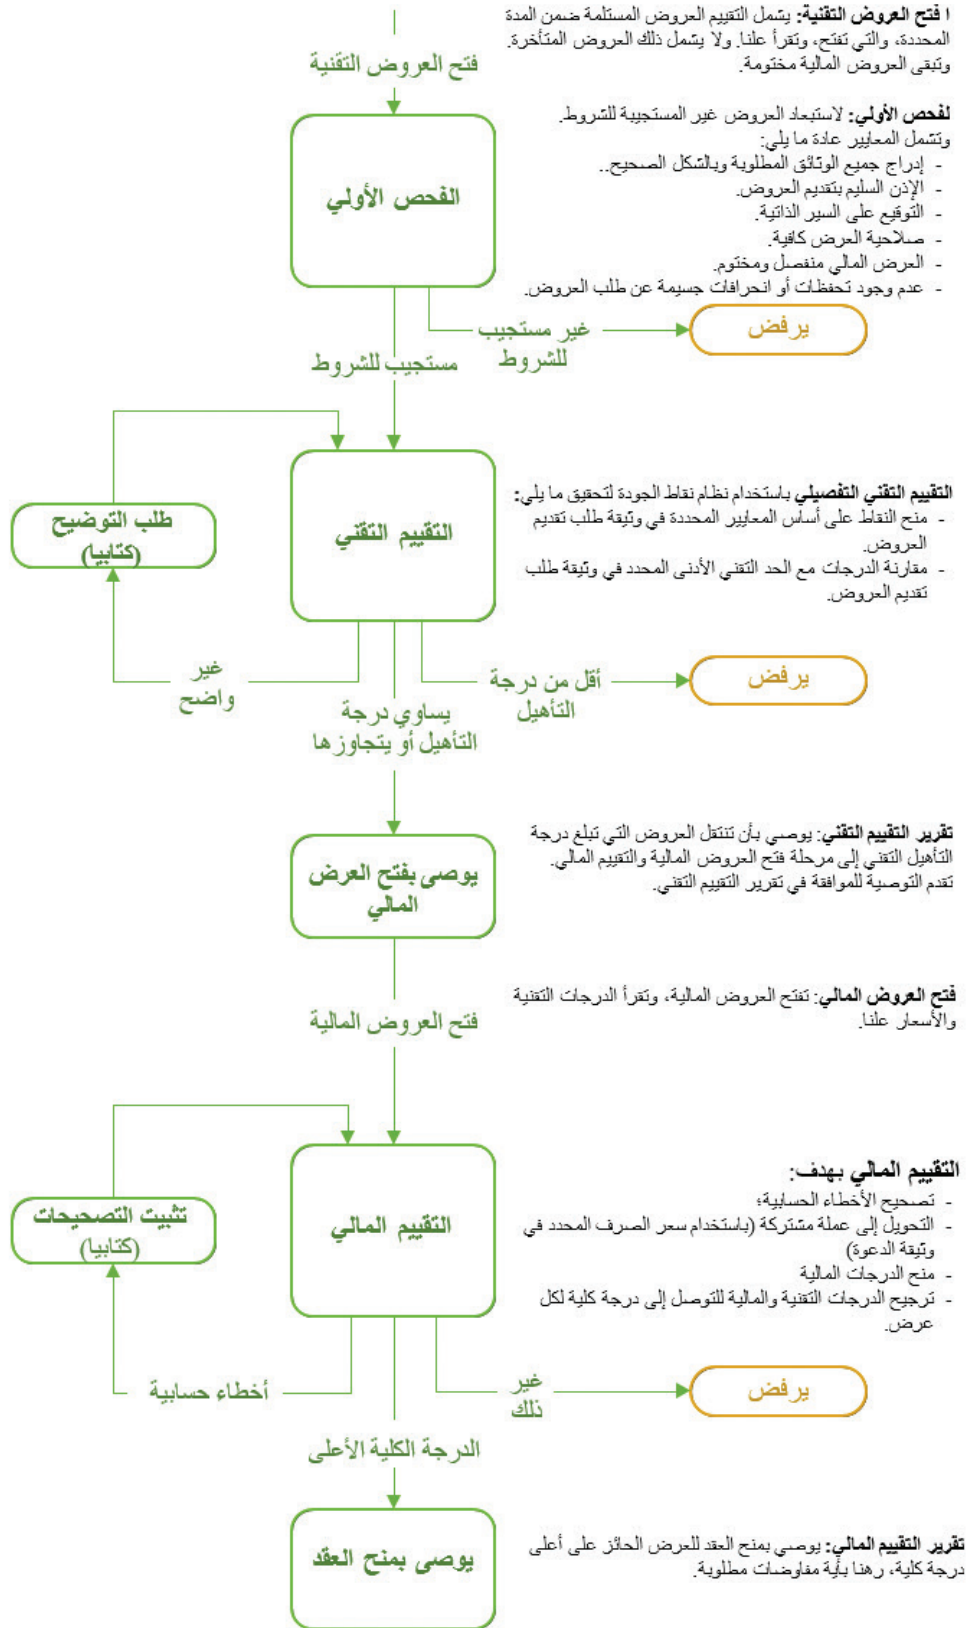 ا فتح العروض التقنية: يشمل التقييم العروض المستلمة ضمن المدة
المحددة، والتي تفتح، وتقرأ علنا. ولا يشمل ذلك العروض المتأخرة.
وتبقى العروض المالية مختومة.
فتح العروض التقنية
لفحص الأولي: لاستبعاد العروض غير المستجيبة للشروط.
وتشمل المعايير عادة ما يلي:
- إدراج جميع الوثائق المطلوبة وبالشكل الصحيح..
- الإذن السليم بتقديم العروض.
- التوقيع على السير الذاتية.
- صلاحية العرض كافية.
- العرض المالي منفصل ومختوم.
- عدم وجود تحفظات أو انحرافات جسيمة عن طلب العروض.
الفحص الأولي
يرفض
غير مستجيب
للشروط
مستجيب للشروط
التقييم التقني التفصيلي باستخدام نظام نقاط الجودة لتحقيق ما يلي:
- منح النقاط على أساس المعايير المحددة في وثيقة طلب تقديم
العروض.
- مقارنة الدرجات مع الحد التقني الأدنى المحدد في وثيقة طلب
تقديم العروض.
التقييم التقني
طلب التوضيح
(كتابيا)
يرفض
أقل من درجة
التأهيل
غير
واضح
يساوي درجة
التأهيل أو يتجاوزها
تقرير التقييم التقني: يوصي بأن تنتقل العروض التي تبلغ درجة
التأهيل التقني إلى مرحلة فتح العروض المالية والتقييم المالي.
تقدم التوصية للموافقة في تقرير التقييم التقني.
يوصى بفتح العرض
المالي
فتح العروض المالي: تفتح العروض المالية، وتقرأ الدرجات التقنية
والأسعار علنا.
فتح العروض المالية
التقييم المالي بهدف:
- تصحيح الأخطاء الحسابية؛
- التحويل إلى عملة مشتركة (باستخدام سعر الصرف المحدد في
وثيقة الدعوة)
- منح الدرجات المالية
- ترجيح الدرجات التقنية والمالية للتوصل إلى درجة كلية لكل
عرض.
التقييم المالي
تثبيت التصحيحات
(كتابيا)
يرفض
غير
ذلك
أخطاء حسابية
الدرجة الكلية الأعلى
تقرير التقييم المالي: يوصي بمنح العقد للعرض الحائز على أعلى
درجة كلية، رهنا بأية مفاوضات مطلوبة.
يوصى بمنح العقد